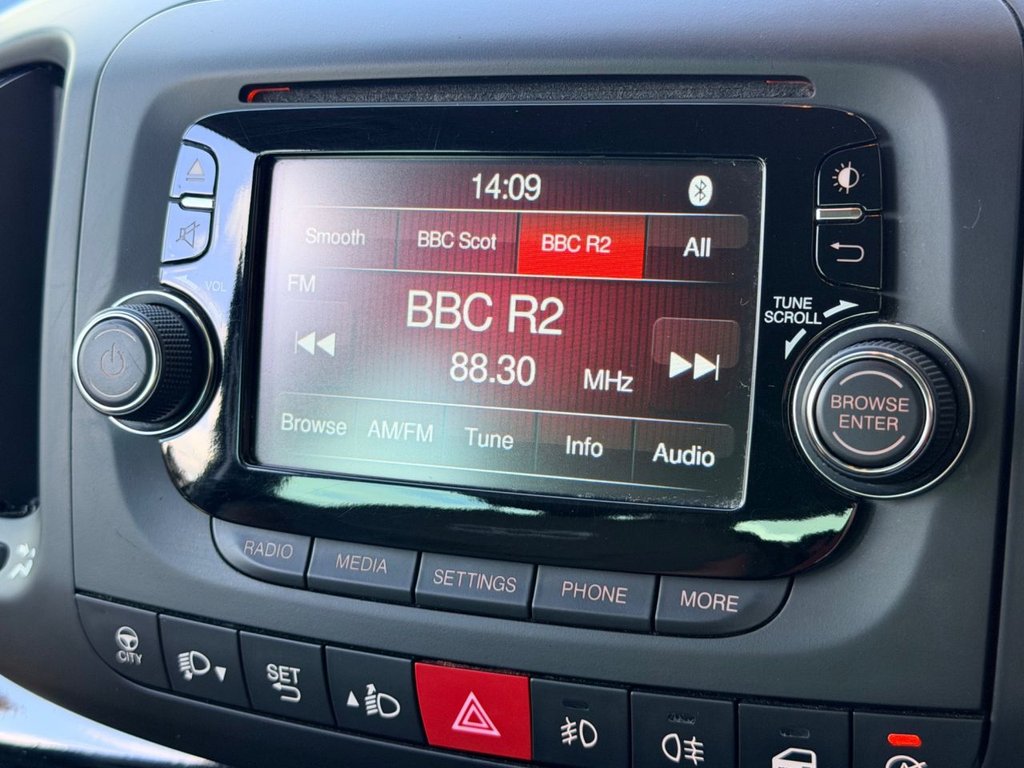 14:09
Smooth BBC Scot BBC R2 All
VOL
FM
BBC R2
TUNE
SCROLL
88.30 MHz
BROWSE
ENTER
Browse AM/FM Tune Info Audio
RADIO MEDIA SETTINGS PHONE MORE
CITY
SET